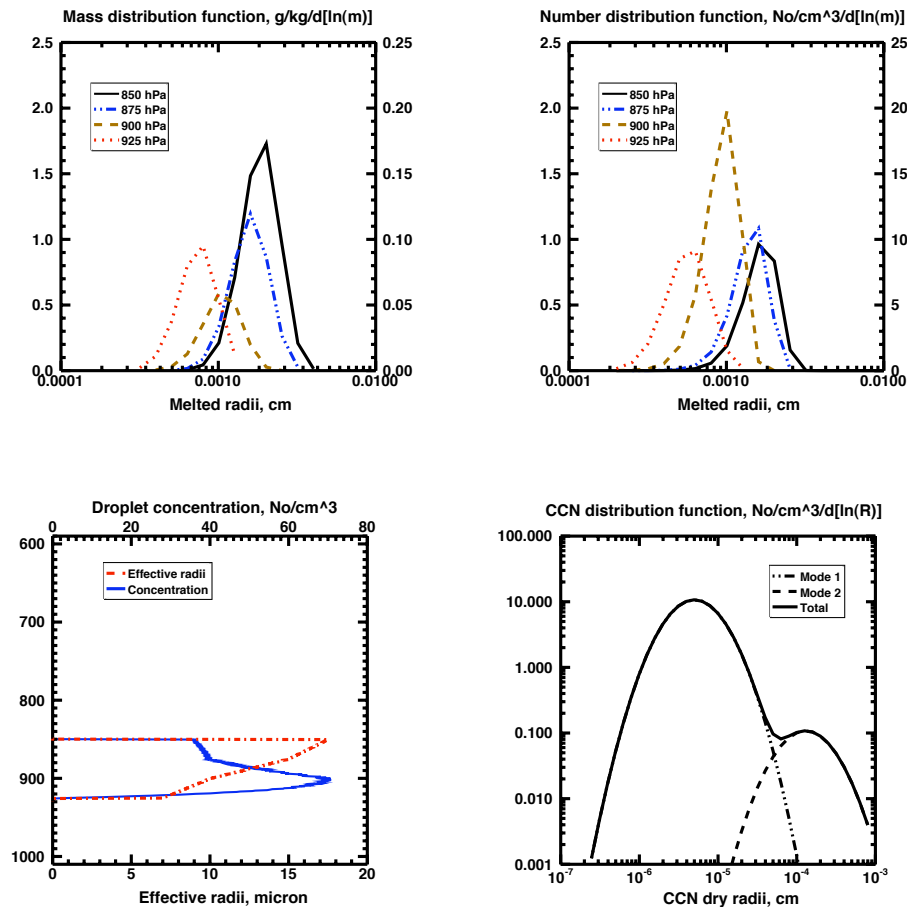 Mass distribution function, g/kg/d[ln(m)]
2.5
2.0
1.5
1.0
0.5
0.0
0.25
0.20
0.15
0.10
0.05
0.00
850 hPa
875 hPa
900 hPa
925 hPa
0.0001
0.0010
0.0100
Melted radii, cm
Number distribution function, No/cm^3/d[ln(m)]
2.5
2.0
1.5
1.0
0.5
0.0
25
20
15
10
5
0
850 hPa
875 hPa
900 hPa
925 hPa
0.0001
0.0010
0.0100
Melted radii, cm
Droplet concentration, No/cm^3
0 20 40 60 80
600
700
800
900
1000
Effective radii
Concentration
0 5 10 15 20
Effective radii, micron
CCN distribution function, No/cm^3/d[ln(R)]
100.000
10.000
1.000
0.100
0.010
0.001
Mode 1
Mode 2
Total
10^-7 10^-6 10^-5 10^-4 10^-3
CCN dry radii, cm